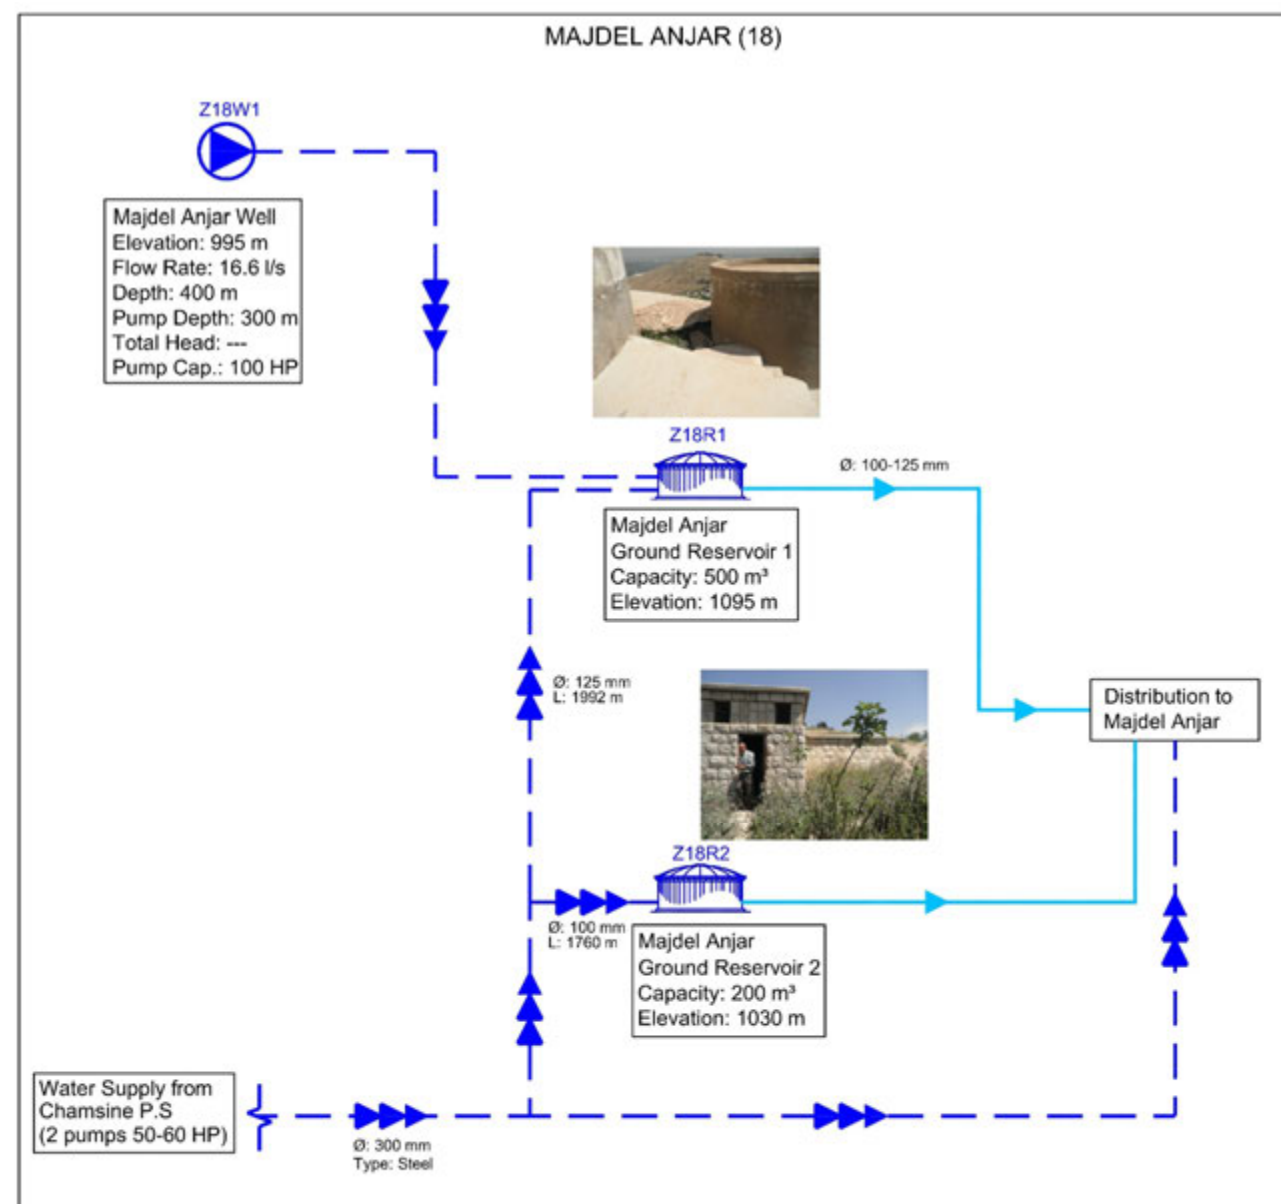 MAJDEL ANJAR (18)
Z18W1
Majdel Anjar Well
Elevation: 995 m
Flow Rate: 16.6 l/s
Depth: 400 m
Pump Depth: 300 m
Total Head: ---
Pump Cap.: 100 HP
Z18R1
Ø: 100-125 mm
Majdel Anjar
Ground Reservoir 1
Capacity: 500 m³
Elevation: 1095 m
Ø: 125 mm
L: 1992 m
Distribution to
Majdel Anjar
Z18R2
Ø: 100 mm
L: 1760 m
Majdel Anjar
Ground Reservoir 2
Capacity: 200 m³
Elevation: 1030 m
Water Supply from
Chamsine P.S
(2 pumps 50-60 HP)
Ø: 300 mm
Type: Steel